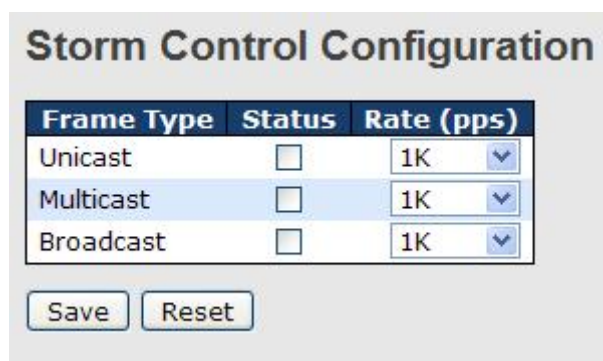 Storm Control Configuration
Frame Type Status Rate (pps)
Unicast 1K
Multicast 1K
Broadcast 1K
Save Reset